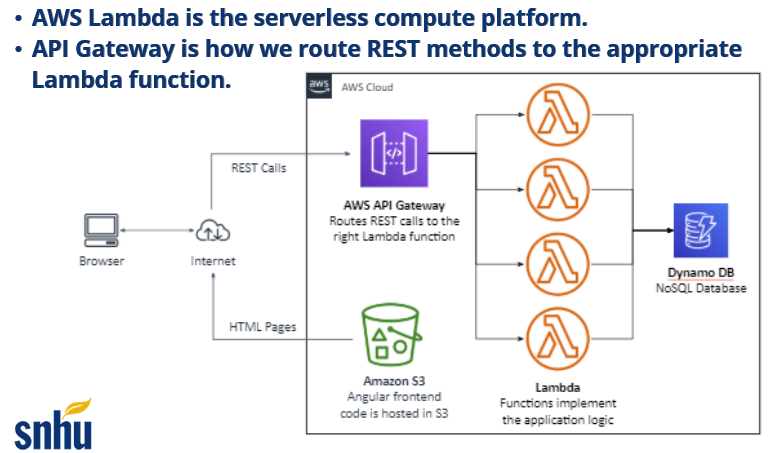 • AWS Lambda is the serverless compute platform.
• API Gateway is how we route REST methods to the appropriate
Lambda function.
aws
AWS Cloud
REST Calls
</>
AWS API Gateway
Routes REST calls to the
right Lambda function
Browser
Internet
Dynamo DB
NoSQL Database
HTML Pages
Amazon S3
Angular frontend
code is hosted in S3
Lambda
Functions implement
the application logic
snhu